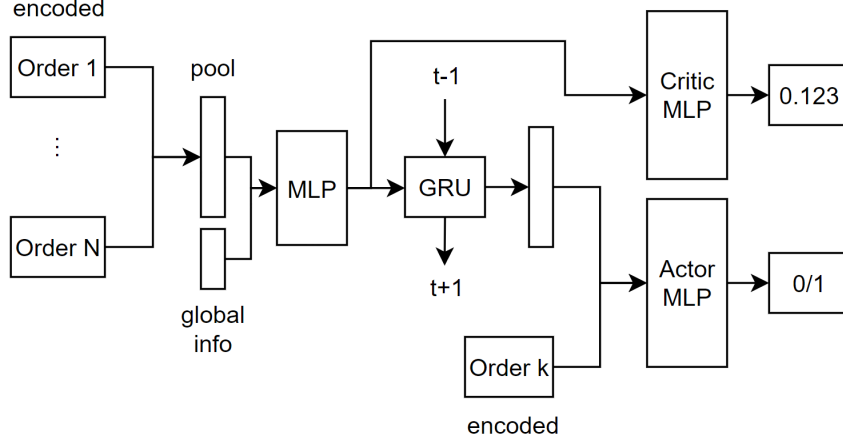 encoded
Order 1
⋮
Order N
pool
global
info
MLP
t-1
GRU
t+1
Order k
encoded
Critic
MLP
0.123
Actor
MLP
0/1